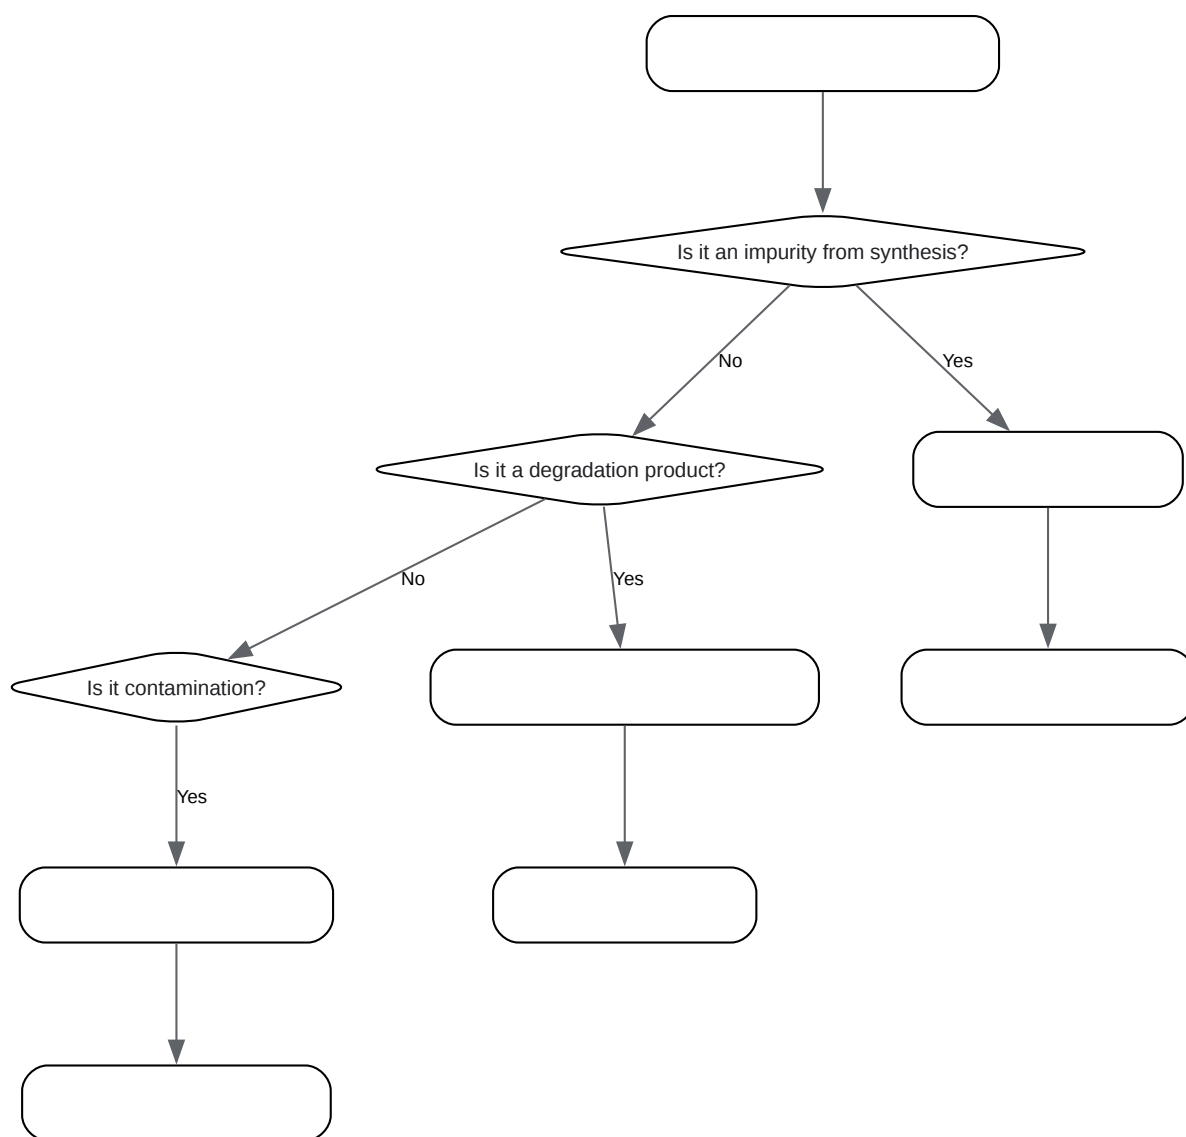 Is it an impurity from synthesis?
No
Yes
Is it a degradation product?
No
Yes
Is it contamination?
Yes